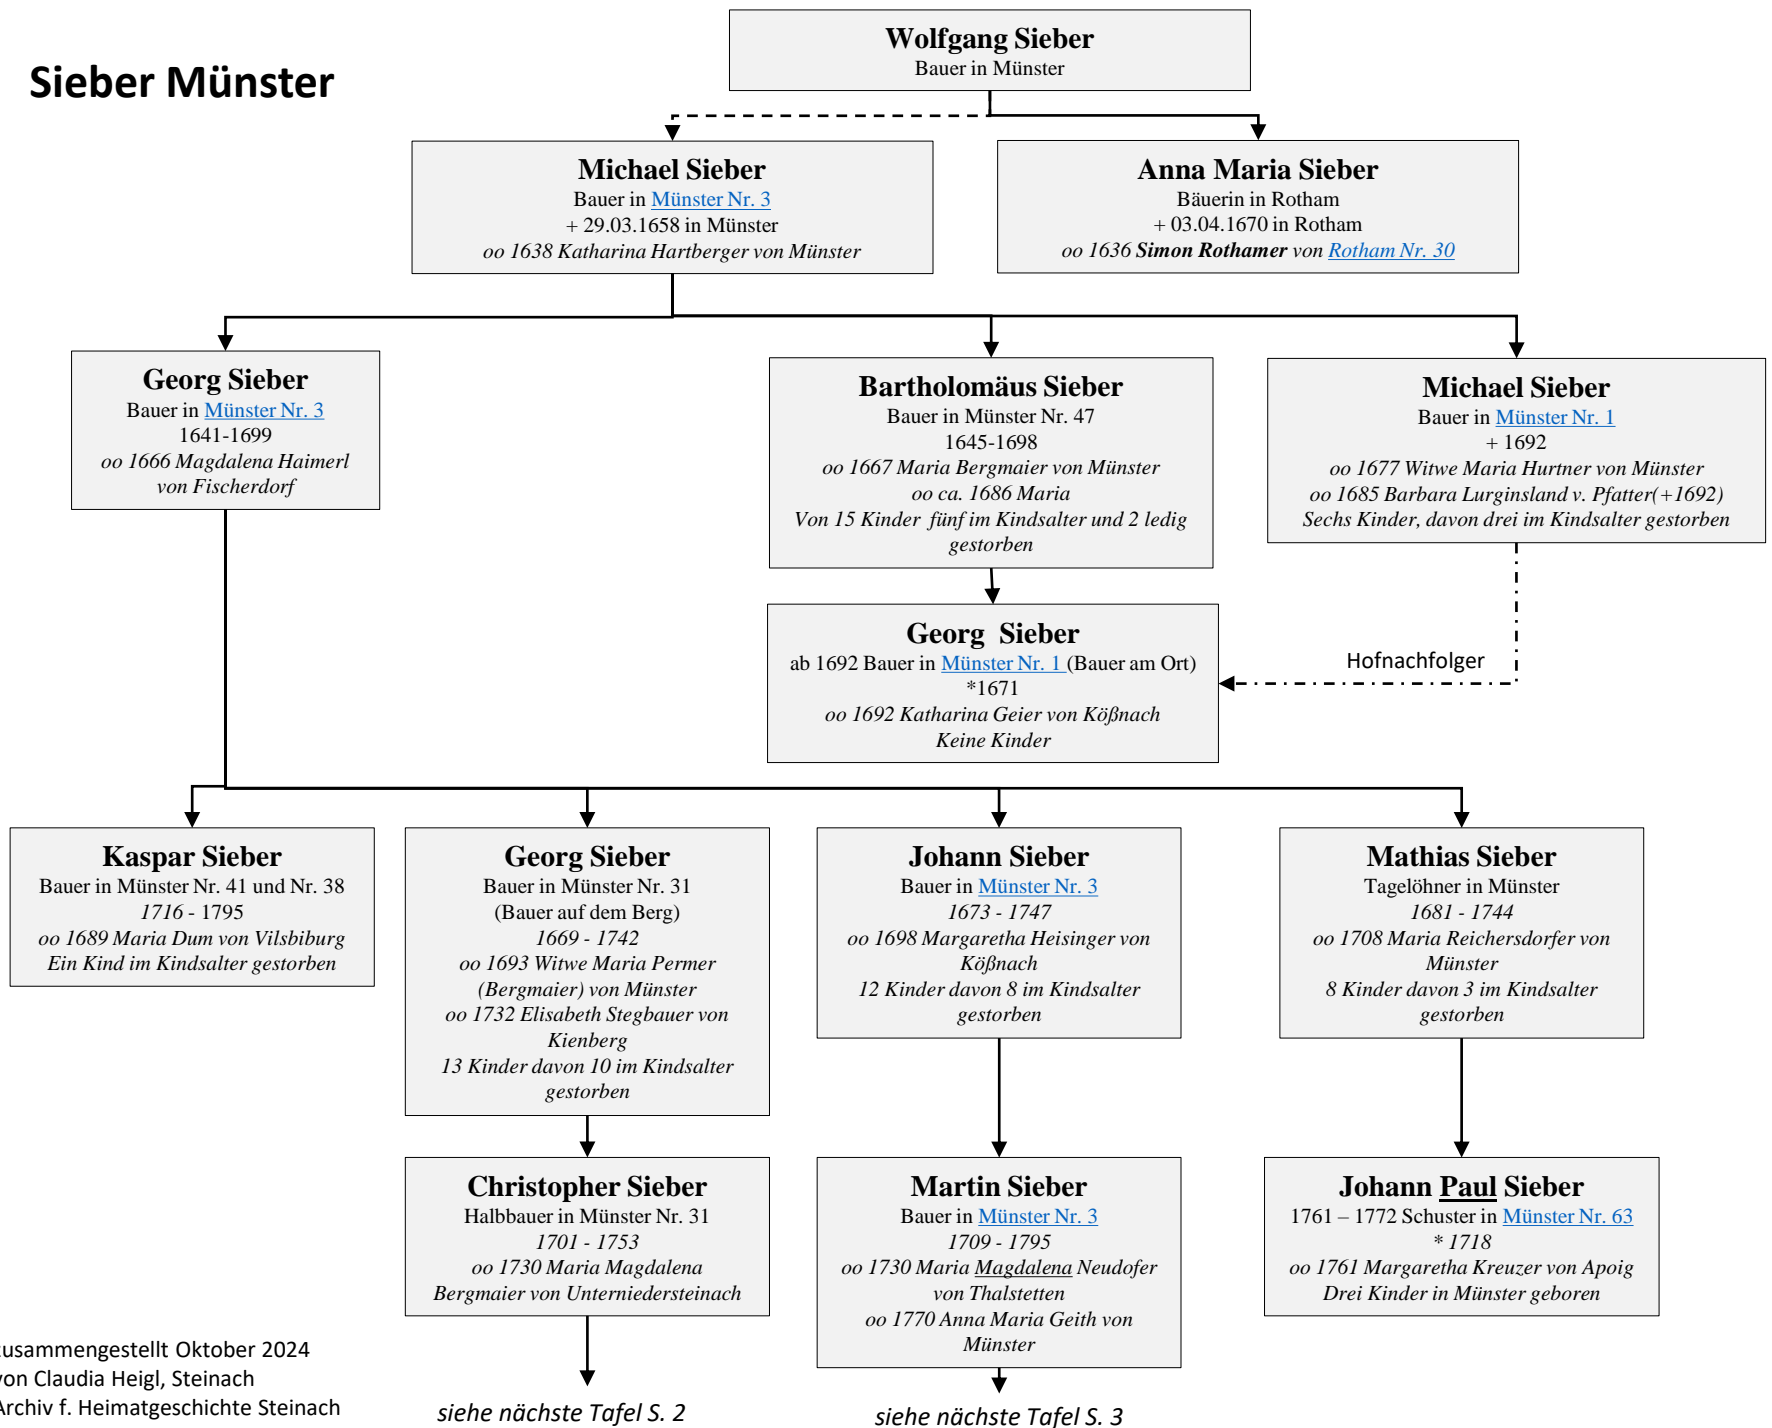 Sieber Münster
Wolfgang Sieber
Bauer in Münster
Michael Sieber
Bauer in Münster Nr. 3
+ 29.03.1658 in Münster
oo 1638 Katharina Hartberger von Münster
Anna Maria Sieber
Bäuerin in Rotham
+ 03.04.1670 in Rotham
oo 1636 Simon Rothamer von Rotham Nr. 30
Georg Sieber
Bauer in Münster Nr. 3
1641-1699
oo 1666 Magdalena Haimerl
von Fischerdorf
Bartholomäus Sieber
Bauer in Münster Nr. 47
1645-1698
oo 1667 Maria Bergmaier von Münster
oo ca. 1686 Maria
Von 15 Kinder fünf im Kindsalter und 2 ledig
gestorben
Michael Sieber
Bauer in Münster Nr. 1
+ 1692
oo 1677 Witwe Maria Hurtner von Münster
oo 1685 Barbara Lurginsland v. Pfatter(+1692)
Sechs Kinder, davon drei im Kindsalter gestorben
Georg Sieber
ab 1692 Bauer in Münster Nr. 1 (Bauer am Ort)
*1671
oo 1692 Katharina Geier von Kößnach
Keine Kinder
Hofnachfolger
Kaspar Sieber
Bauer in Münster Nr. 41 und Nr. 38
1716 - 1795
oo 1689 Maria Dum von Vilsbiburg
Ein Kind im Kindsalter gestorben
Georg Sieber
Bauer in Münster Nr. 31
(Bauer auf dem Berg)
1669 - 1742
oo 1693 Witwe Maria Permer
(Bergmaier) von Münster
oo 1732 Elisabeth Stegbauer von
Kienberg
13 Kinder davon 10 im Kindsalter
gestorben
Johann Sieber
Bauer in Münster Nr. 3
1673 - 1747
oo 1698 Margaretha Heisinger von
Kößnach
12 Kinder davon 8 im Kindsalter
gestorben
Mathias Sieber
Tagelöhner in Münster
1681 - 1744
oo 1708 Maria Reichersdorfer von
Münster
8 Kinder davon 3 im Kindsalter
gestorben
Christopher Sieber
Halbbauer in Münster Nr. 31
1701 - 1753
oo 1730 Maria Magdalena
Bergmaier von Unterniedersteinach
Martin Sieber
Bauer in Münster Nr. 3
1709 - 1795
oo 1730 Maria Magdalena Neudofer
von Thalstetten
oo 1770 Anna Maria Geith von
Münster
Johann Paul Sieber
1761 – 1772 Schuster in Münster Nr. 63
* 1718
oo 1761 Margaretha Kreuzer von Apoig
Drei Kinder in Münster geboren
zusammengestellt Oktober 2024
von Claudia Heigl, Steinach
Archiv f. Heimatgeschichte Steinach
siehe nächste Tafel S. 2
siehe nächste Tafel S. 3